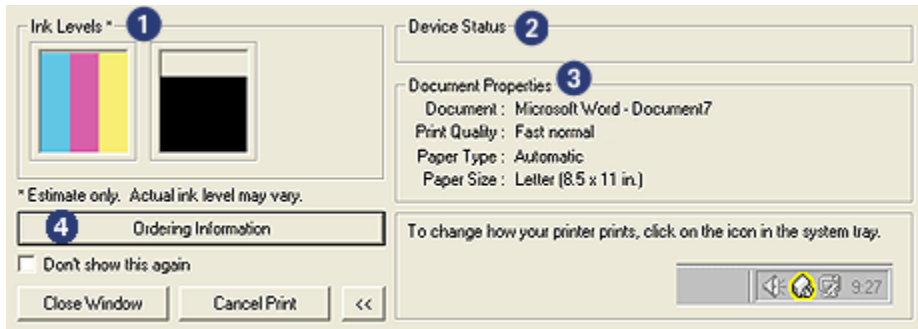 Ink Levels * 1
Device Status 2
Document Properties 3
Document : Microsoft Word - Document7
Print Quality : Fast normal
Paper Type : Automatic
Paper Size : Letter (8.5 x 11 in.)
* Estimate only. Actual ink level may vary.
4 Ordering Information
Don't show this again
Close Window Cancel Print <<
To change how your printer prints, click on the icon in the system tray.
9:27